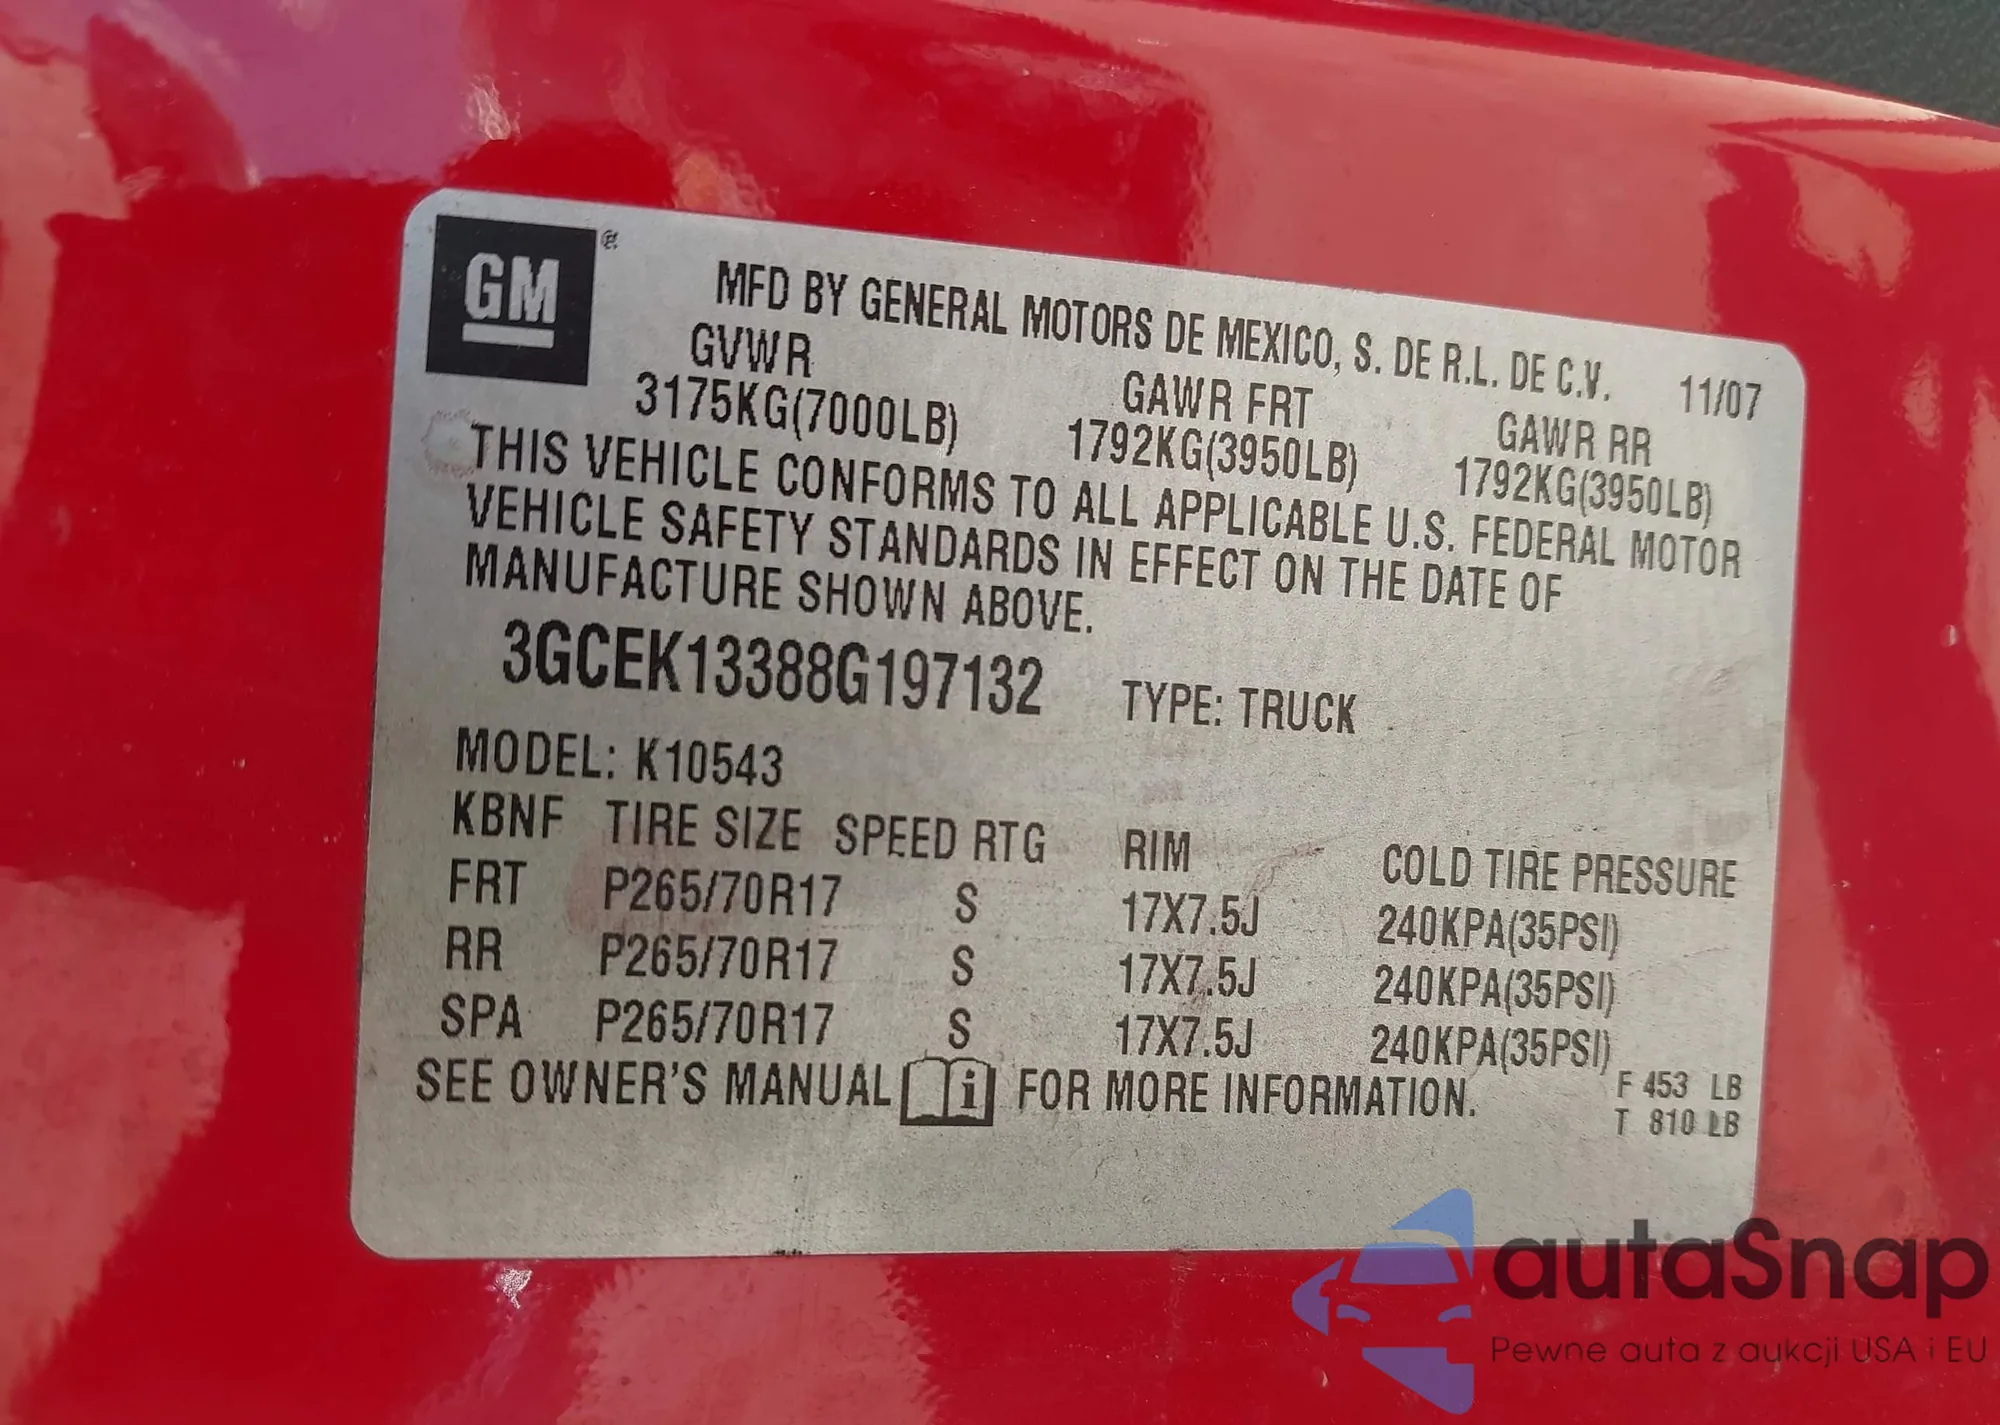 GM
MFD BY GENERAL MOTORS DE MEXICO, S. DE R.L. DE C.V. 11/07
GVWR GAWR FRT GAWR RR
3175KG(7000LB) 1792KG(3950LB) 1792KG(3950LB)
THIS VEHICLE CONFORMS TO ALL APPLICABLE U.S. FEDERAL MOTOR
VEHICLE SAFETY STANDARDS IN EFFECT ON THE DATE OF
MANUFACTURE SHOWN ABOVE.
3GCEK13388G197132 TYPE: TRUCK
MODEL: K10543
KBNF TIRE SIZE SPEED RTG RIM COLD TIRE PRESSURE
FRT P265/70R17 S 17X7.5J 240KPA(35PSI)
RR P265/70R17 S 17X7.5J 240KPA(35PSI)
SPA P265/70R17 S 17X7.5J 240KPA(35PSI)
SEE OWNER'S MANUAL i FOR MORE INFORMATION.
F 453 LB
T 810 LB
autaSnap
Pewne auta z aukcji USA i EU